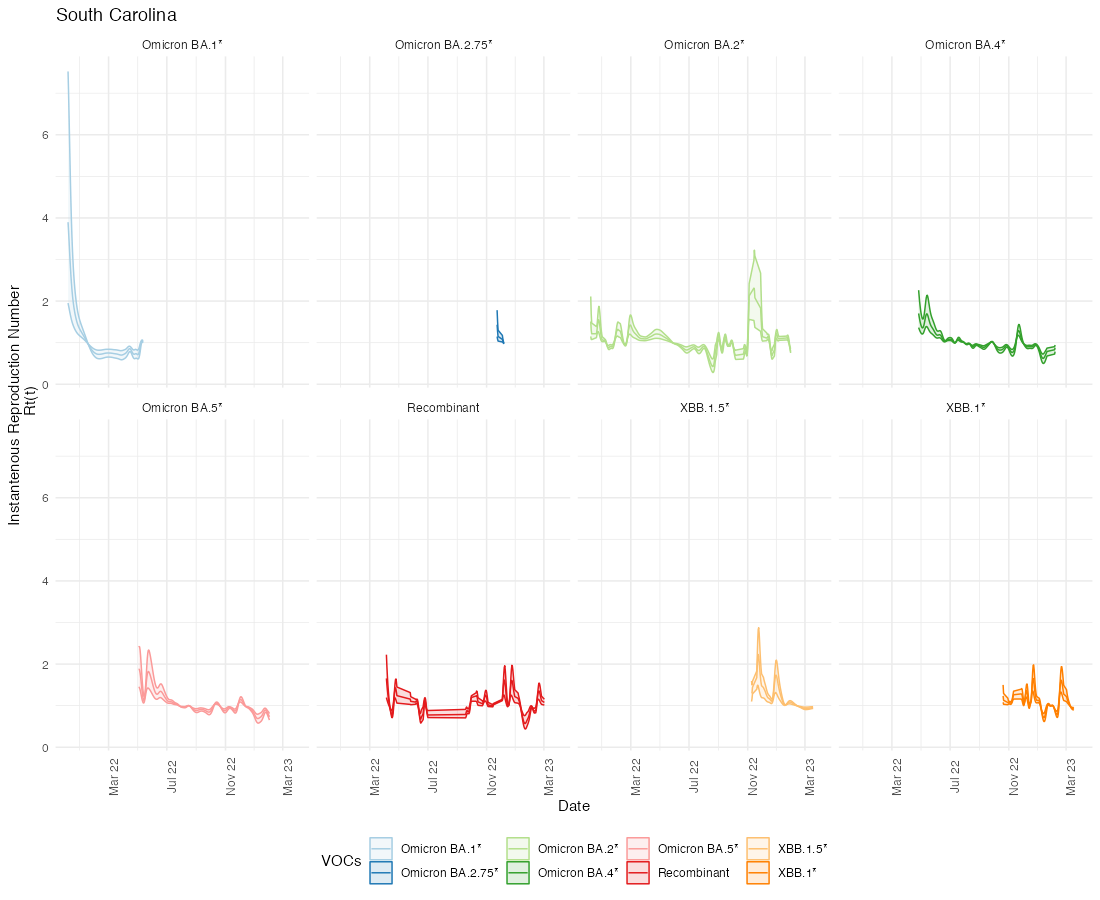 South Carolina
Omicron BA.1*
Omicron BA.2.75*
Omicron BA.2*
Omicron BA.4*
6
4
2
0
Omicron BA.5*
Recombinant
XBB.1.5*
XBB.1*
6
4
2
0
Instantenous Reproduction Number
Rt(t)
Mar 22
Jul 22
Nov 22
Mar 23
Mar 22
Jul 22
Nov 22
Mar 23
Mar 22
Jul 22
Nov 22
Mar 23
Mar 22
Jul 22
Nov 22
Mar 23
Date
VOCs
Omicron BA.1*
Omicron BA.2*
Omicron BA.5*
XBB.1.5*
Omicron BA.2.75*
Omicron BA.4*
Recombinant
XBB.1*